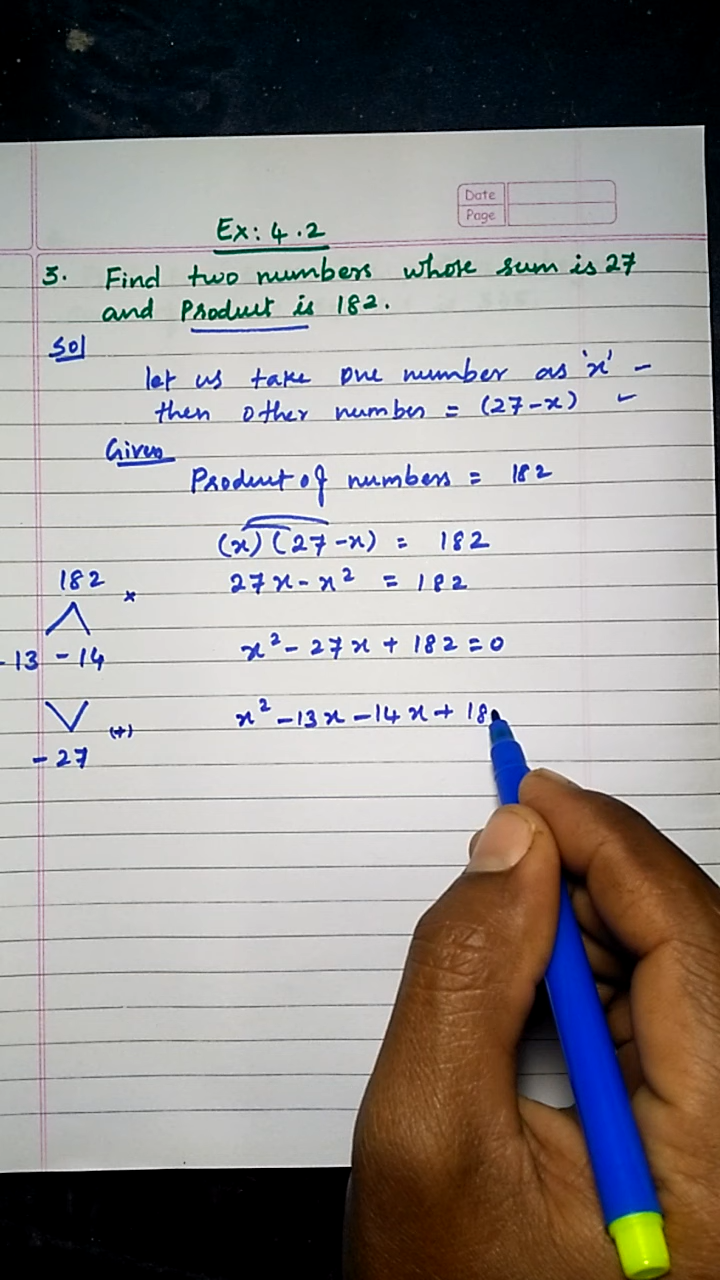 Date
Page
Ex: 4.2
3. Find two numbers whose sum is 27
and Product is 182.
Sol
let us take one number as 'x' -
then other number = (27-x)
Given
Product of numbers = 182
(x) (27-x) = 182
182 x
27x - x² = 182
-13 -14
x² - 27x + 182 = 0
(+)
-27
x² - 13x - 14x + 18